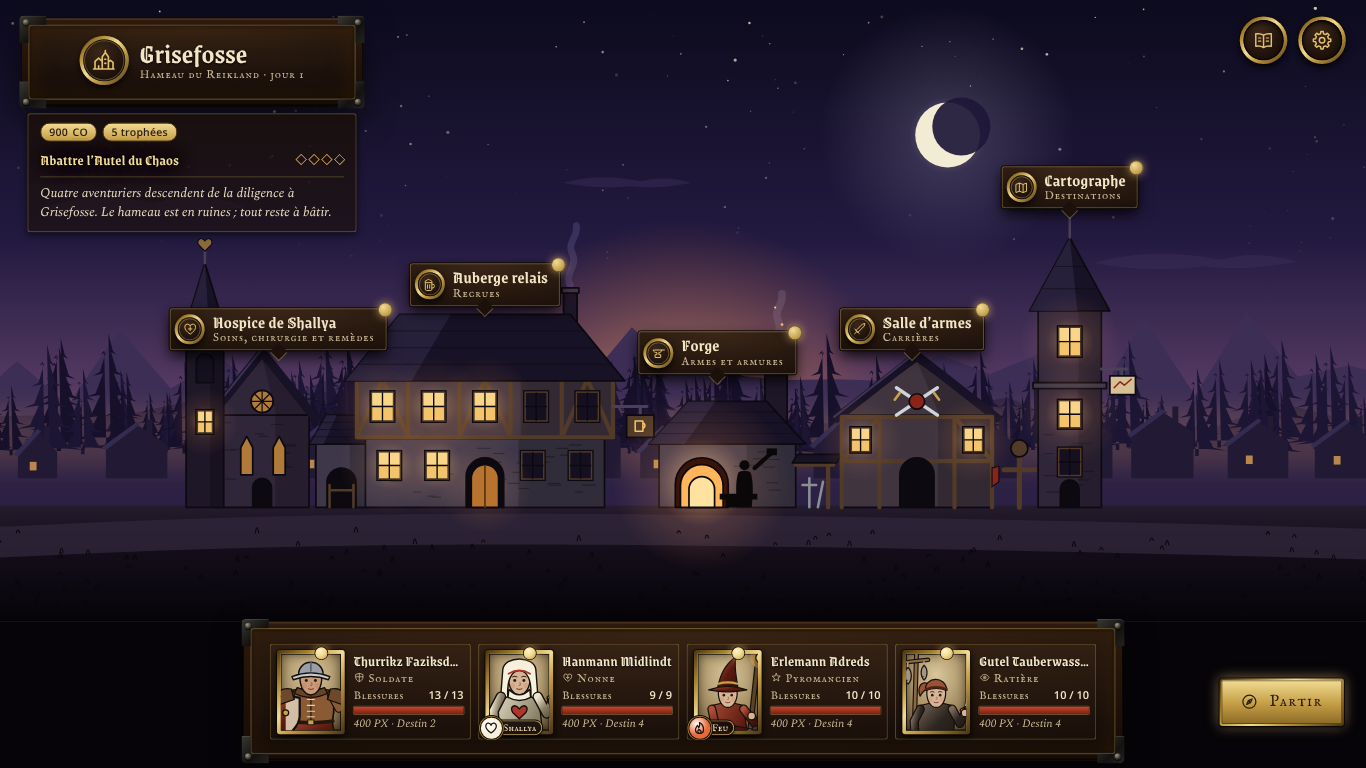 Grisefosse
Hameau du Reikland · jour 1
900 CO
5 trophées
Abattre l'Autel du Chaos
Quatre aventuriers descendent de la diligence à
Grisefosse. Le hameau est en ruines ; tout reste à bâtir.
Cartographe
Destinations
Auberge relais
Recrues
Hospice de Shallya
Soins, chirurgie et remèdes
Salle d'armes
Carrières
Forge
Armes et armures
Thurrikz Faziksd...
Soldate
Blessures 13 / 13
400 PX · Destin 2
Hanmann Midlindt
Nonne
Blessures 9 / 9
Shallya
400 PX · Destin 4
Erlemann Adreds
Pyromancien
Blessures 10 / 10
Feu
400 PX · Destin 4
Gutel Tauberwass...
Ratière
Blessures 10 / 10
400 PX · Destin 4
Partir